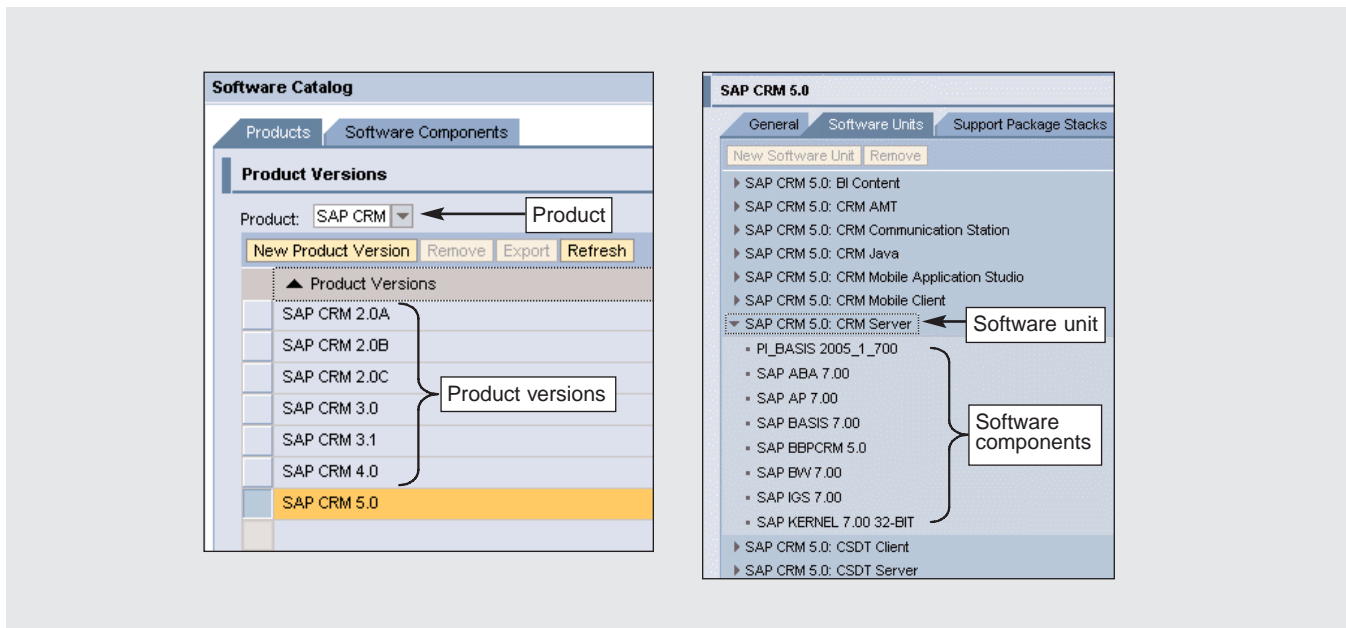 Software Catalog
Products Software Components
Product Versions
Product: SAP CRM
Product
New Product Version Remove Export Refresh
Product Versions
SAP CRM 2.0A
SAP CRM 2.0B
SAP CRM 2.0C
Product versions
SAP CRM 3.0
SAP CRM 3.1
SAP CRM 4.0
SAP CRM 5.0
SAP CRM 5.0
General Software Units Support Package Stacks
New Software Unit Remove
SAP CRM 5.0: BI Content
SAP CRM 5.0: CRM AMT
SAP CRM 5.0: CRM Communication Station
SAP CRM 5.0: CRM Java
SAP CRM 5.0: CRM Mobile Application Studio
SAP CRM 5.0: CRM Mobile Client
SAP CRM 5.0: CRM Server
Software unit
PI_BASIS 2005_1_700
SAP ABA 7.00
SAP AP 7.00
SAP BASIS 7.00
Software
components
SAP BBPCRM 5.0
SAP BW 7.00
SAP IGS 7.00
SAP KERNEL 7.00 32-BIT
SAP CRM 5.0: CSDT Client
SAP CRM 5.0: CSDT Server